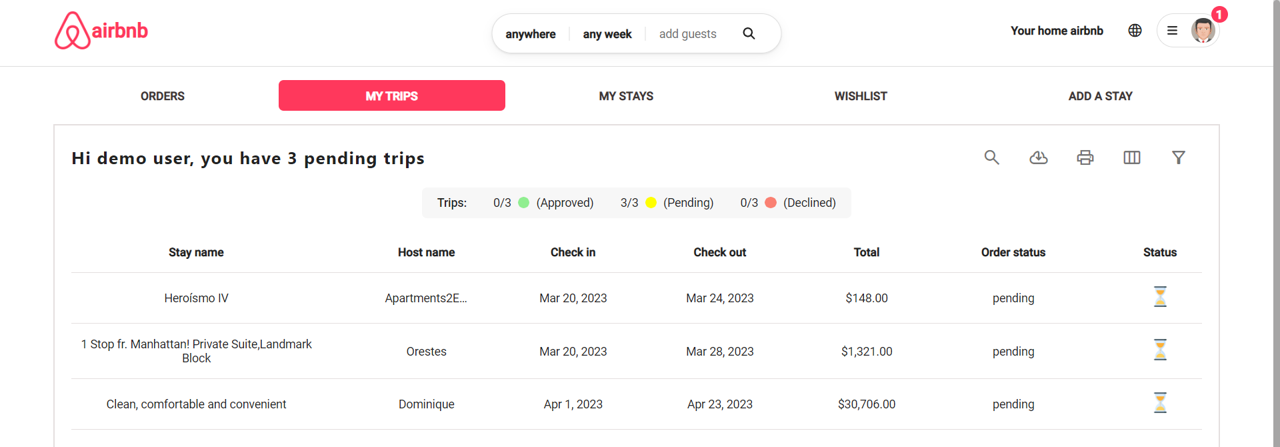 airbnb
anywhere any week add guests
Your home airbnb
1
ORDERS MY TRIPS MY STAYS WISHLIST ADD A STAY
Hi demo user, you have 3 pending trips
Trips: 0/3 (Approved) 3/3 (Pending) 0/3 (Declined)
Stay name Host name Check in Check out Total Order status Status
Heroísmo IV Apartments2E... Mar 20, 2023 Mar 24, 2023 $148.00 pending
1 Stop fr. Manhattan! Private Suite,Landmark
Block Orestes Mar 20, 2023 Mar 28, 2023 $1,321.00 pending
Clean, comfortable and convenient Dominique Apr 1, 2023 Apr 23, 2023 $30,706.00 pending